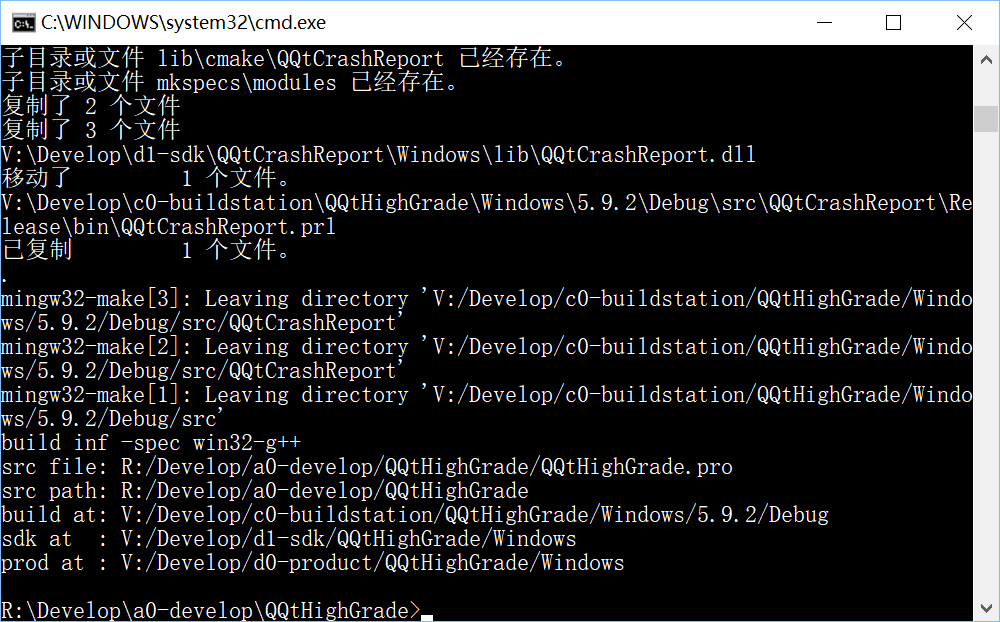 C:\WINDOWS\system32\cmd.exe
子目录或文件 lib\cmake\QQtCrashReport 已经存在。
子目录或文件 mkspecs\modules 已经存在。
复制了 2 个文件
复制了 3 个文件
V:\Develop\d1-sdk\QQtCrashReport\Windows\lib\QQtCrashReport.dll
移动了         1 个文件。
V:\Develop\c0-buildstation\QQtHighGrade\Windows\5.9.2\Debug\src\QQtCrashReport\Re
lease\bin\QQtCrashReport.prl
已复制         1 个文件。
.
mingw32-make[3]: Leaving directory 'V:/Develop/c0-buildstation/QQtHighGrade/Windo
ws/5.9.2/Debug/src/QQtCrashReport'
mingw32-make[2]: Leaving directory 'V:/Develop/c0-buildstation/QQtHighGrade/Windo
ws/5.9.2/Debug/src/QQtCrashReport'
mingw32-make[1]: Leaving directory 'V:/Develop/c0-buildstation/QQtHighGrade/Windo
ws/5.9.2/Debug/src'
build inf -spec win32-g++
src file: R:/Develop/a0-develop/QQtHighGrade/QQtHighGrade.pro
src path: R:/Develop/a0-develop/QQtHighGrade
build at: V:/Develop/c0-buildstation/QQtHighGrade/Windows/5.9.2/Debug
sdk at  : V:/Develop/d1-sdk/QQtHighGrade/Windows
prod at : V:/Develop/d0-product/QQtHighGrade/Windows
R:\Develop\a0-develop\QQtHighGrade>